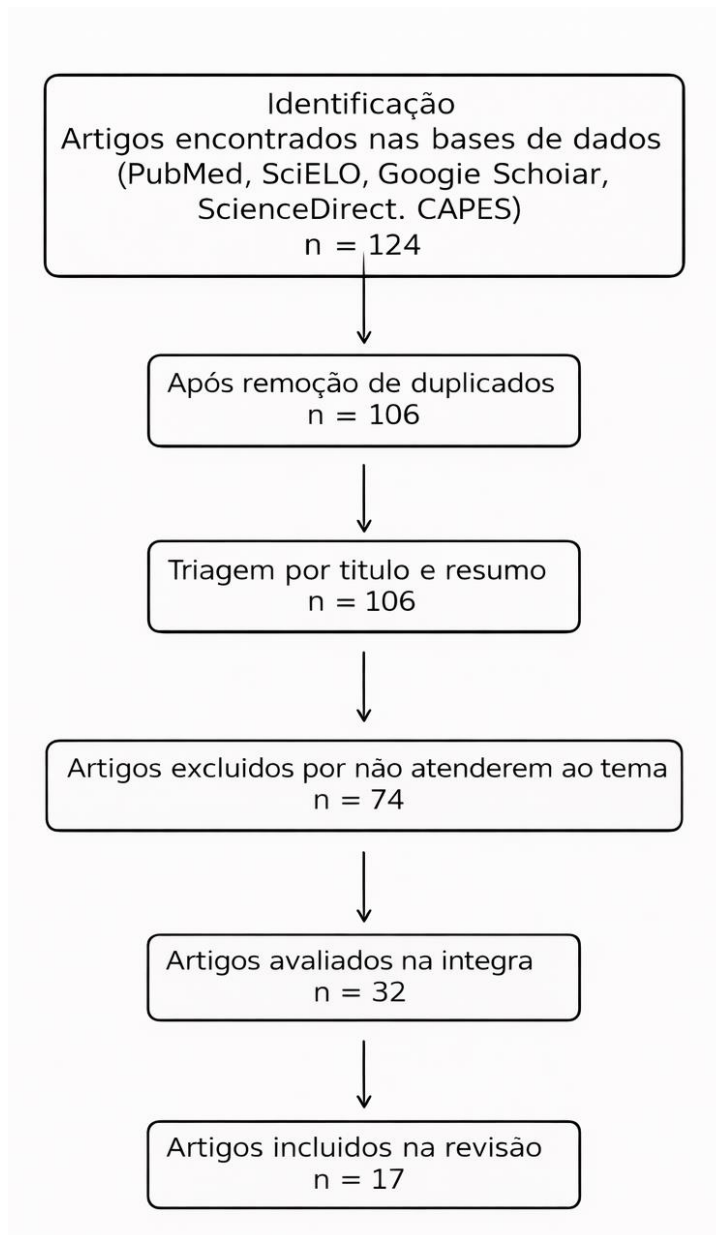 Identificação
Artigos encontrados nas bases de dados
(PubMed, SciELO, Googie Schoiar,
ScienceDirect. CAPES)
n = 124
Após remoção de duplicados
n = 106
Triagem por titulo e resumo
n = 106
Artigos excluidos por não atenderem ao tema
n = 74
Artigos avaliados na integra
n = 32
Artigos incluidos na revisão
n = 17